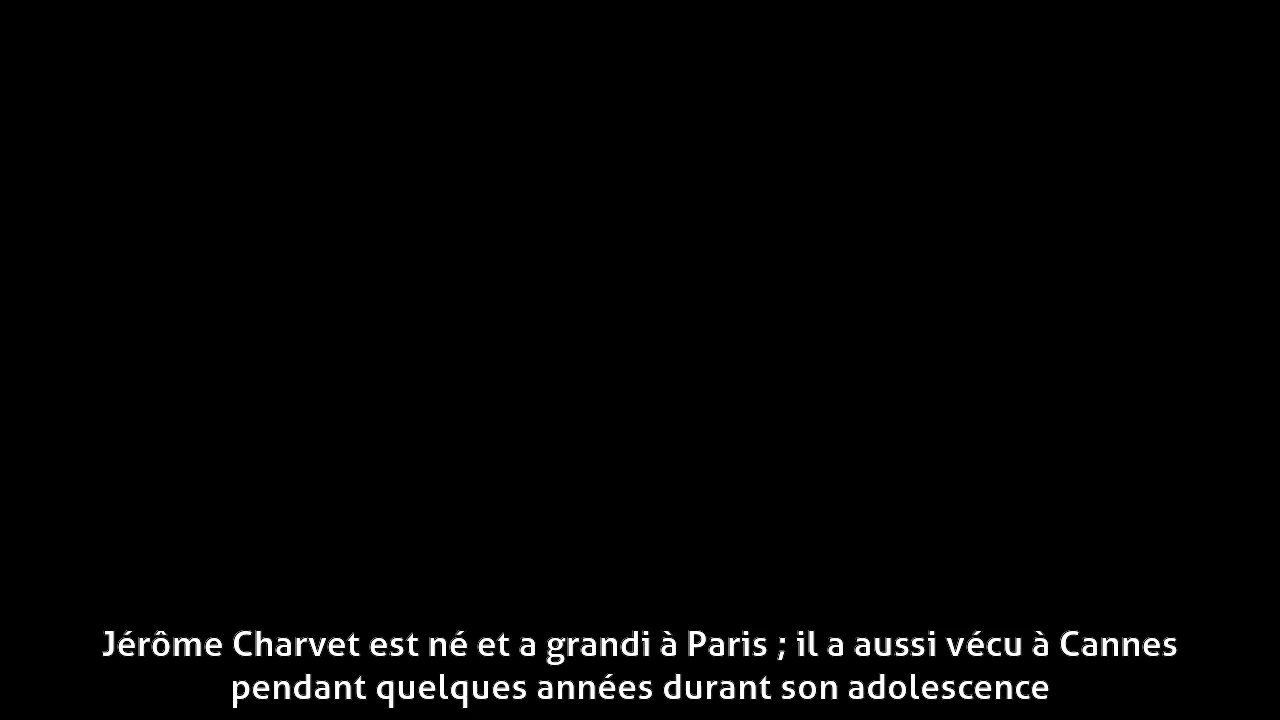 Jérôme Charvet est né et a grandi à Paris ; il a aussi vécu à Cannes
pendant quelques années durant son adolescence